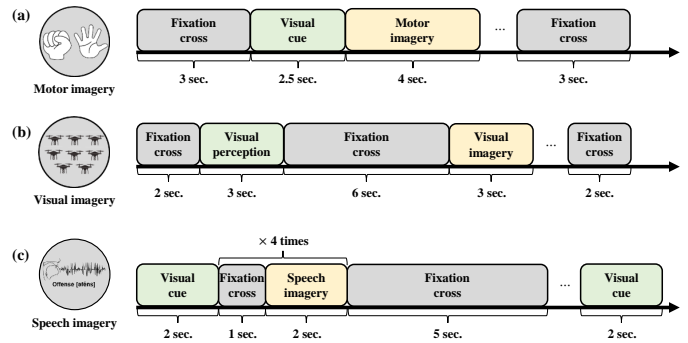 (a)
Motor imagery
Fixation
cross
Visual
cue
Motor
imagery
...
Fixation
cross
3 sec.
2.5 sec.
4 sec.
3 sec.
(b)
Visual imagery
Fixation
cross
Visual
perception
Fixation
cross
Visual
imagery
...
Fixation
cross
2 sec.
3 sec.
6 sec.
3 sec.
2 sec.
(c)
Offense [əféns]
Speech imagery
× 4 times
Visual
cue
Fixation
cross
Speech
imagery
Fixation
cross
...
Visual
cue
2 sec.
1 sec.
2 sec.
5 sec.
2 sec.